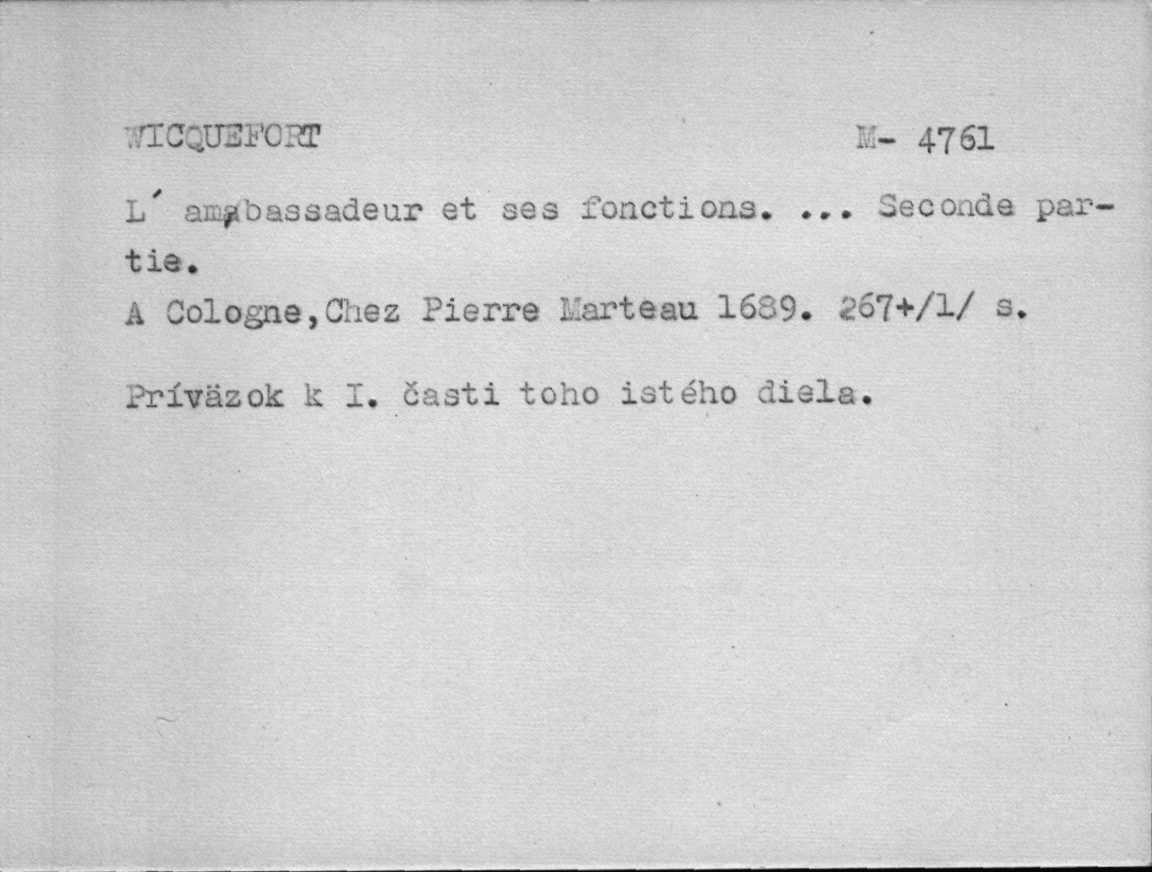 WICQUEFORT M- 4761
L´ ambassadeur et ses fonctions. ... Seconde par-
tie.
A Cologne,Chez Pierre Marteau 1689. 267+/1/ s.
Príväzok k I. časti toho istého diela.